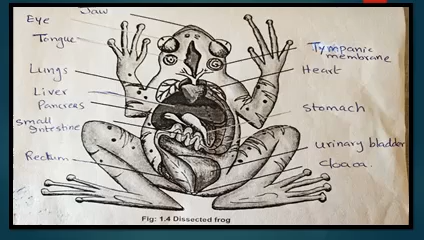 Jaw
Eye
Tongue
Lungs
Liver
Pancreas
Small
Intestine
Rectum
Tympanic
membrane
Heart
Stomach
Urinary bladder
Cloaca.
Fig: 1.4 Dissected frog